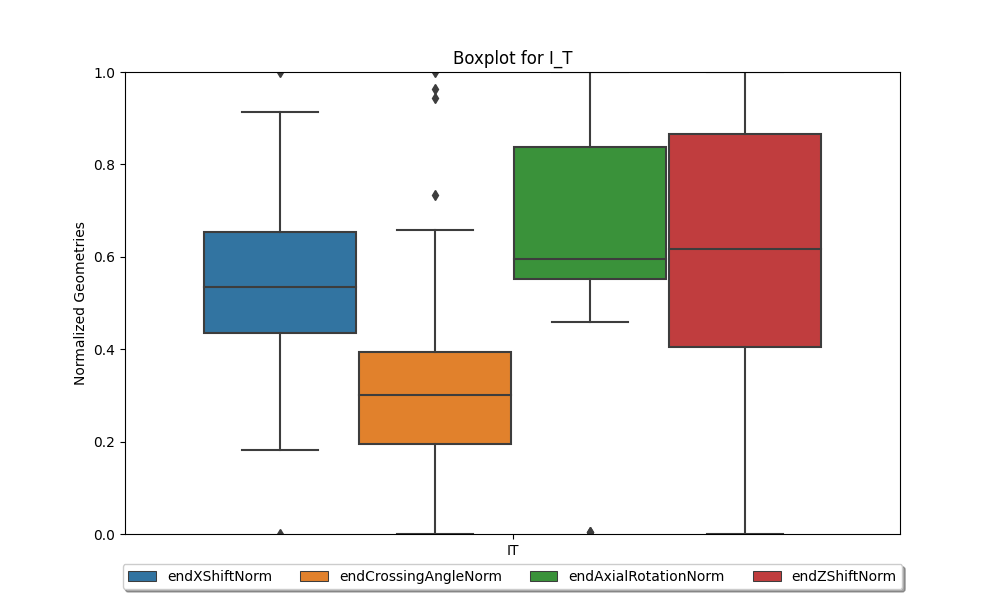 Boxplot for I_T
1.0
0.8
0.6
0.4
0.2
0.0
Normalized Geometries
IT
endXShiftNorm endCrossingAngleNorm endAxialRotationNorm endZShiftNorm